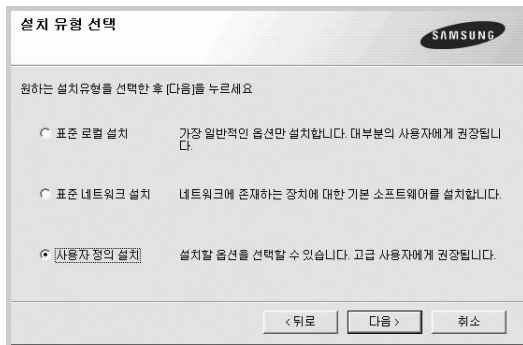 설치 유형 선택
SAMSUNG
원하는 설치유형을 선택한 후 [다음]을 누르세요
표준 로컬 설치
가장 일반적인 옵션만 설치합니다. 대부분의 사용자에게 권장됩니
다.
표준 네트워크 설치
네트워크에 존재하는 장치에 대한 기본 소프트웨어를 설치합니다.
사용자 정의 설치
설치할 옵션을 선택할 수 있습니다. 고급 사용자에게 권장됩니다.
< 뒤로
다음 >
취소